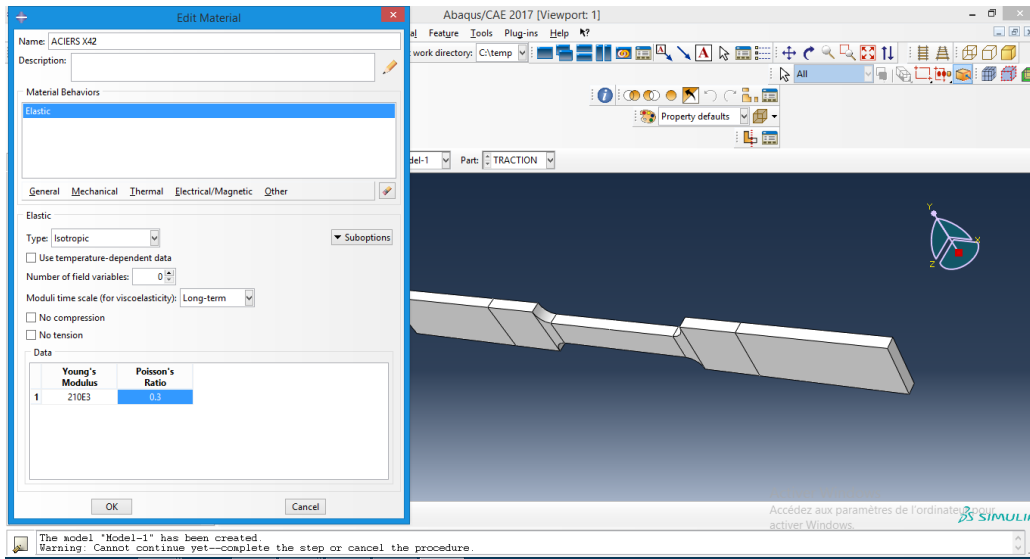 Edit Material
Abaqus/CAE 2017 [Viewport: 1]
Name: ACIERS X42
Feature Tools Plug-ins Help
Description:
work directory: C:\temp
All
Material Behaviors
Elastic
Property defaults
Part: TRACTION
General Mechanical Thermal Electrical/Magnetic Other
Elastic
Type: Isotropic
Suboptions
Use temperature-dependent data
Number of field variables: 0
Moduli time scale (for viscoelasticity): Long-term
No compression
No tension
Data
Young's Modulus
Poisson's Ratio
1 210E3 0.3
Y
X
Z
OK Cancel
Accédez aux paramètres de l'ordinateur pour
activer Windows.
The model "Model-1" has been created.
Warning: Cannot continue yet--complete the step or cancel the procedure.